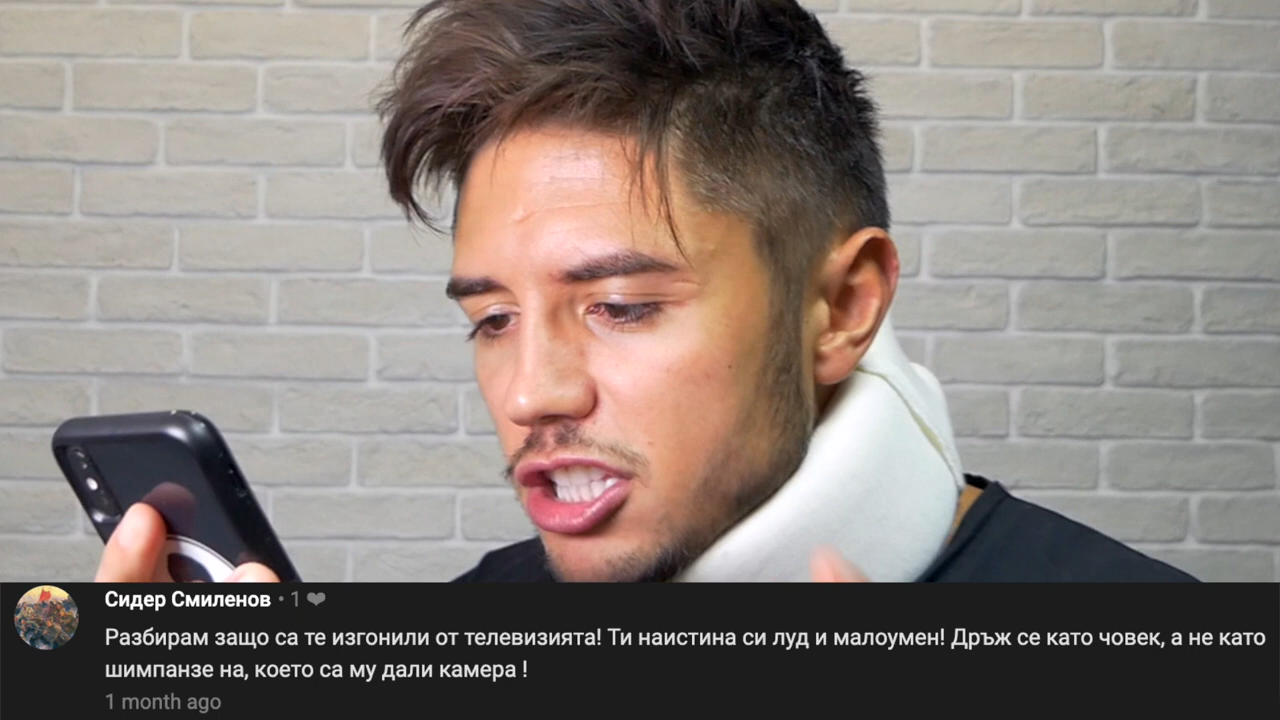 Сидер Смиленов • 1 ❤
Разбирам защо са те изгонили от телевизията! Ти наистина си луд и малоумен! Дръж се като човек, а не като
шимпанзе на, което са му дали камера !
1 month ago